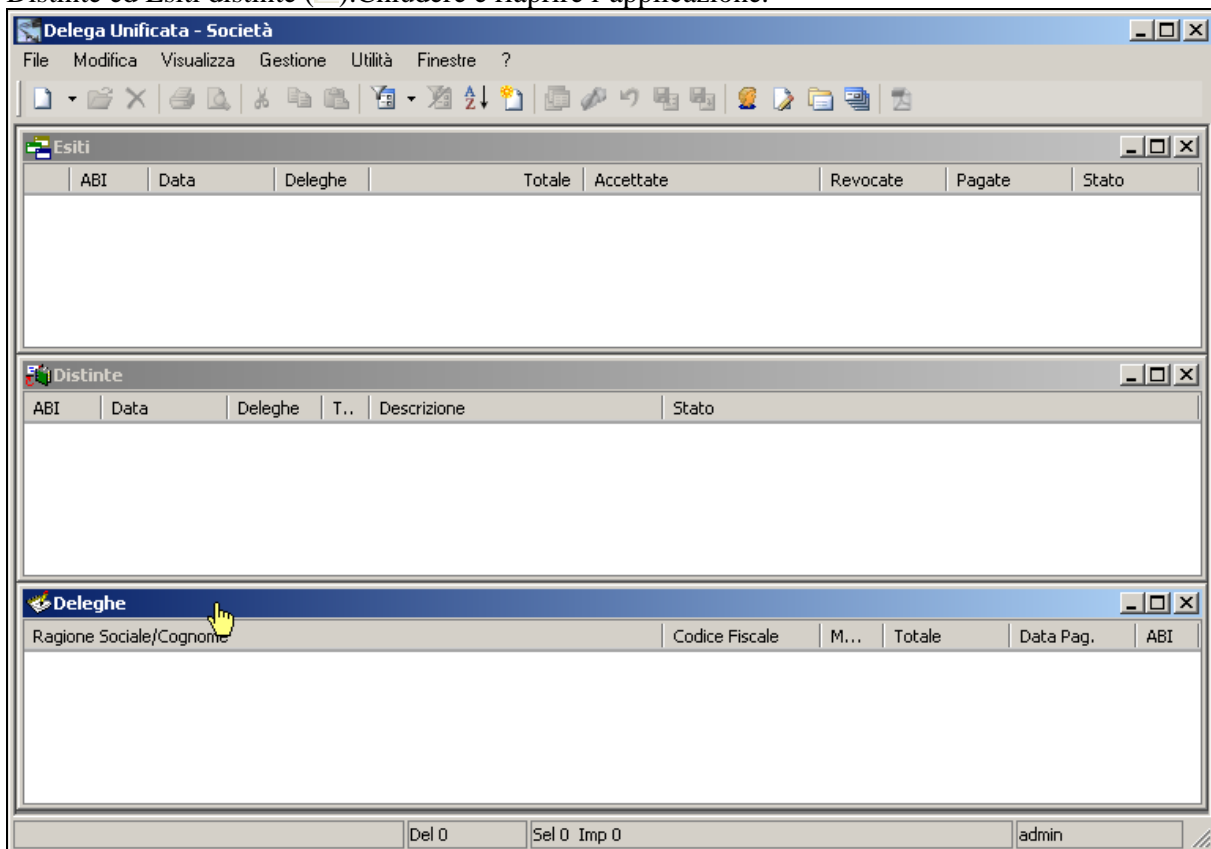 Distinte ed Esiti distinte ( ).Chiudere e riaprire l'applicazione.
Delega Unificata - Società
File Modifica Visualizza Gestione Utilità Finestre ?
Esiti
ABI Data Deleghe Totale Accettate Revocate Pagate Stato
Distinte
ABI Data Deleghe T.. Descrizione Stato
Deleghe
Ragione Sociale/Cognome Codice Fiscale M... Totale Data Pag. ABI
Del 0 Sel 0 Imp 0 admin